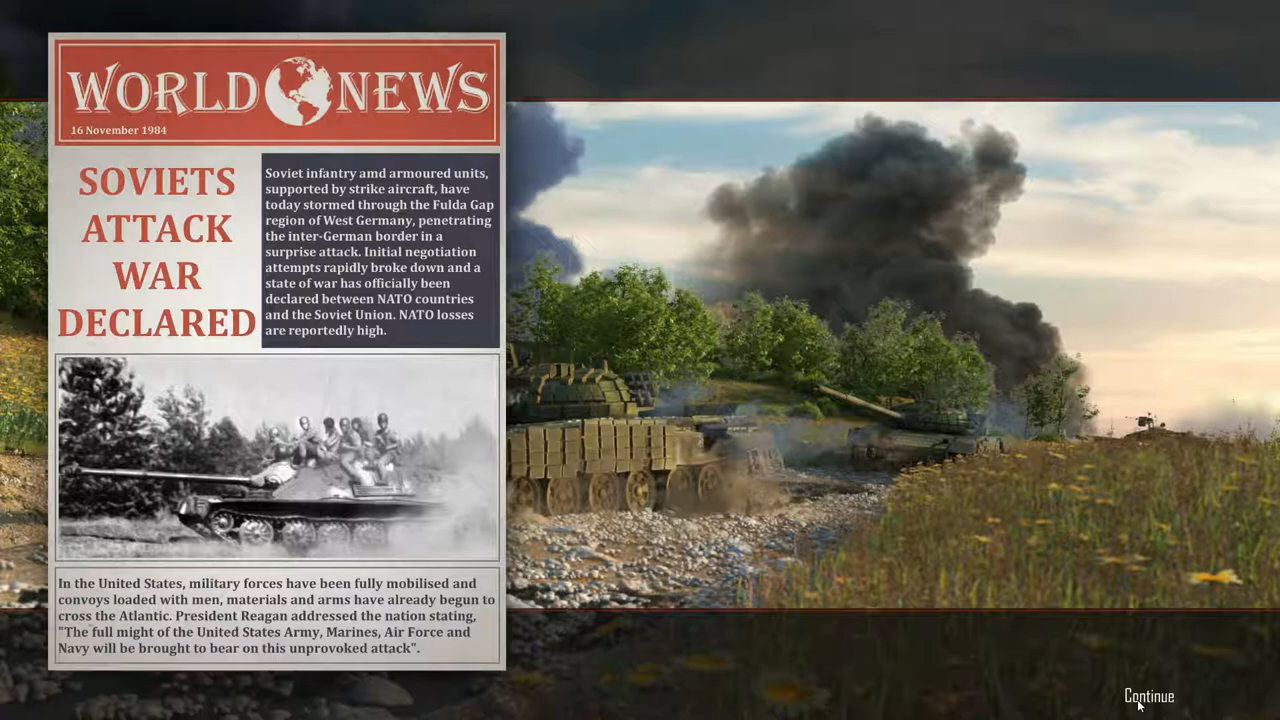 WORLD NEWS
16 November 1984
SOVIETS
ATTACK
WAR
DECLARED
Soviet infantry amd armoured units,
supported by strike aircraft, have
today stormed through the Fulda Gap
region of West Germany, penetrating
the inter-German border in a
surprise attack. Initial negotiation
attempts rapidly broke down and a
state of war has officially been
declared between NATO countries
and the Soviet Union. NATO losses
are reportedly high.
In the United States, military forces have been fully mobilised and
convoys loaded with men, materials and arms have already begun to
cross the Atlantic. President Reagan addressed the nation stating,
"The full might of the United States Army, Marines, Air Force and
Navy will be brought to bear on this unprovoked attack".
Continue